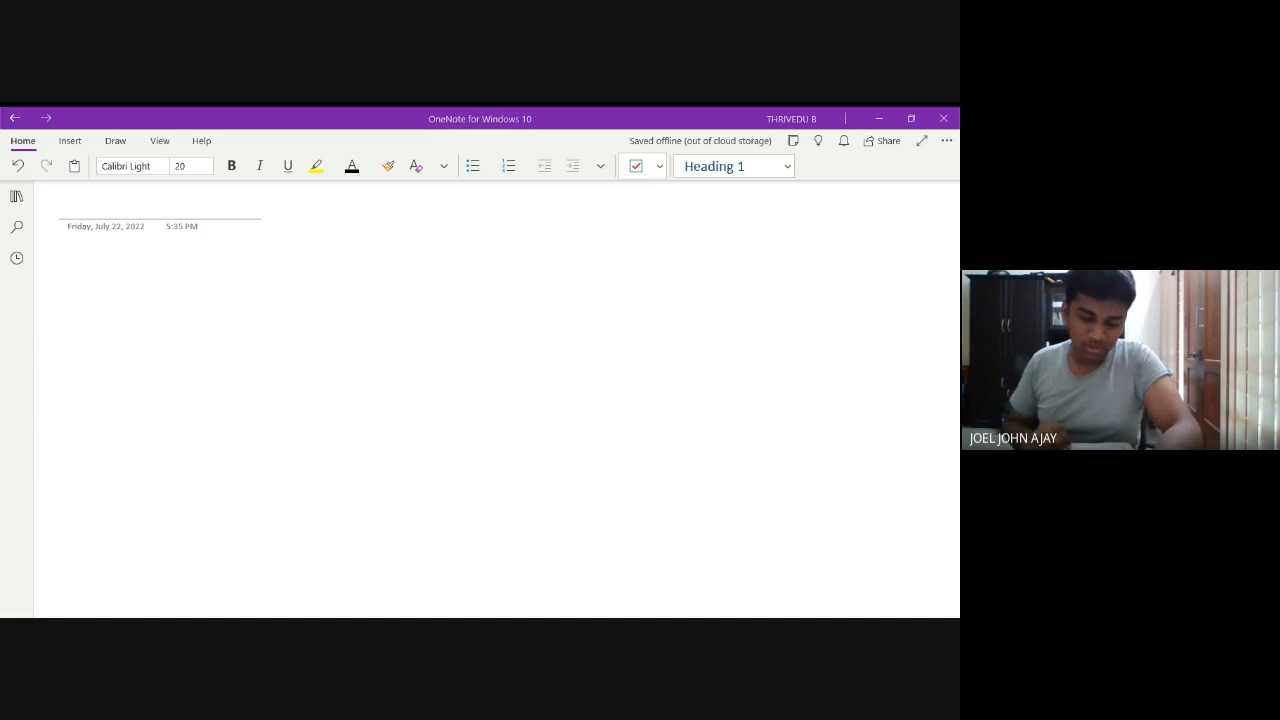 OneNote for Windows 10
THRIVEDU B
Home Insert Draw View Help
Saved offline (out of cloud storage)
Share
Calibri Light 20 B I U A A
Heading 1
Friday, July 22, 2022 5:35 PM
JOEL JOHN AJAY